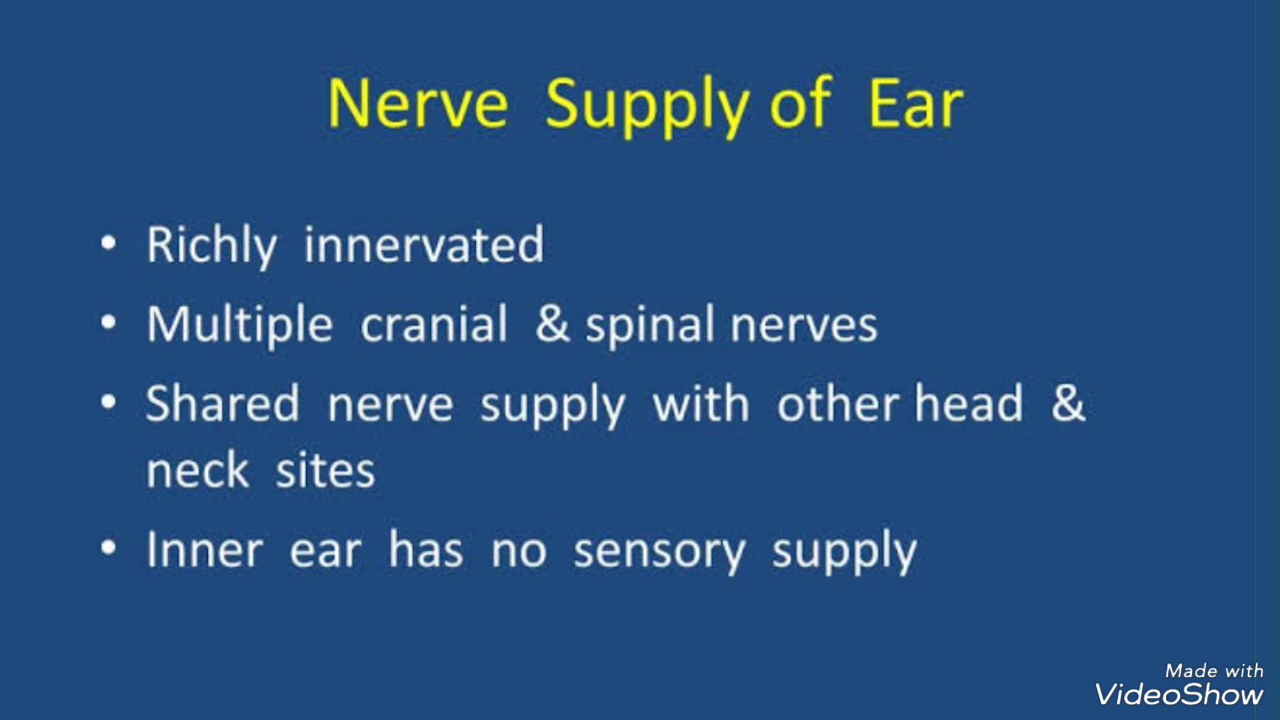 Nerve Supply of Ear
• Richly innervated
• Multiple cranial & spinal nerves
• Shared nerve supply with other head &
neck sites
• Inner ear has no sensory supply
Made with
VideoShow